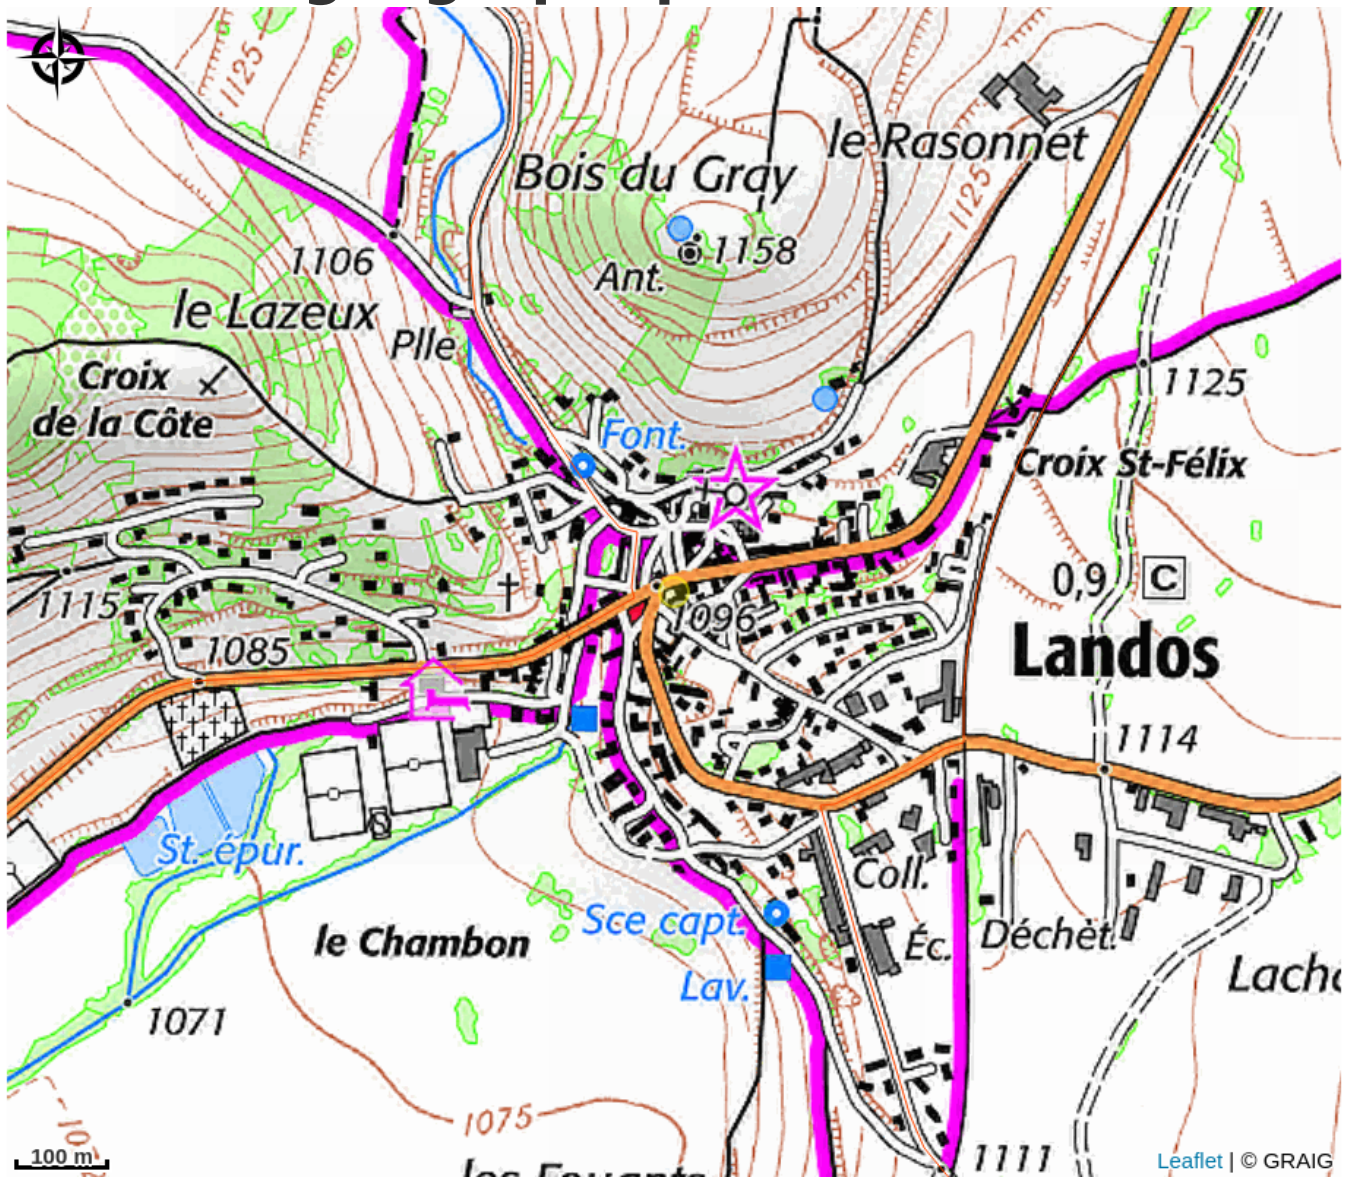 1125
le Rasonnet
Bois du Gray
1125
1158
1106
Ant.
le Lazeux
Plle
Croix
de la Côte
1125
Font.
Croix St-Félix
0,9
C
1115
1096
1085
Landos
1114
St. épur.
Coll.
Sce capt.
Éc.
Déchèt.
le Chambon
Lav.
1071
1075
100 m
1111
Leaflet | © GRAIG